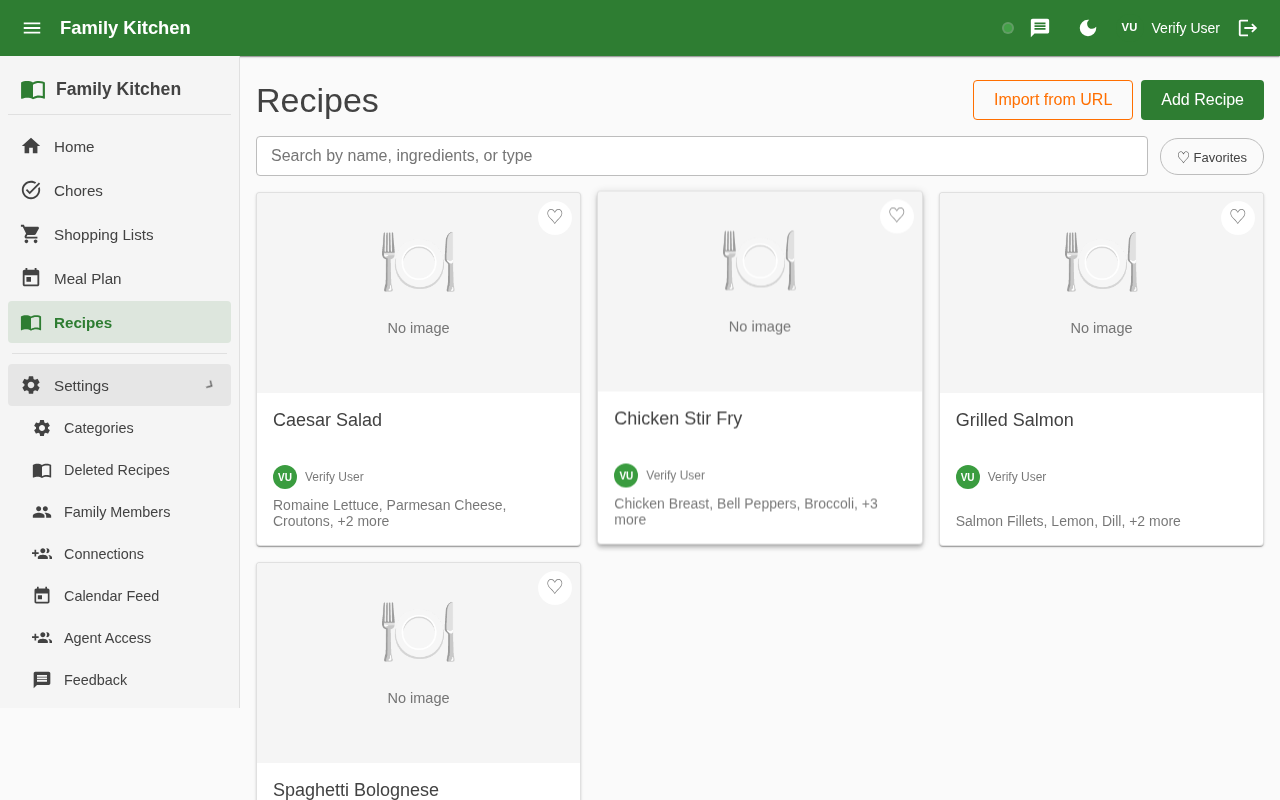 Family Kitchen
VU Verify User
Family Kitchen
Home
Chores
Shopping Lists
Meal Plan
Recipes
Settings
Categories
Deleted Recipes
Family Members
Connections
Calendar Feed
Agent Access
Feedback
Recipes
Import from URL
Add Recipe
Search by name, ingredients, or type
♡ Favorites
No image
Caesar Salad
VU Verify User
Romaine Lettuce, Parmesan Cheese,
Croutons, +2 more
No image
Chicken Stir Fry
VU Verify User
Chicken Breast, Bell Peppers, Broccoli, +3
more
No image
Grilled Salmon
VU Verify User
Salmon Fillets, Lemon, Dill, +2 more
No image
Spaghetti Bolognese